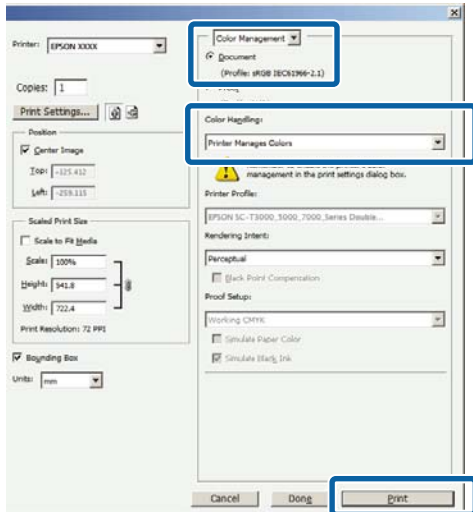 Printer: EPSON XXXX
Copies: 1
Print Settings...
Position
Center Image
Top: -125.412
Left: -259.115
Scaled Print Size
Scale to Fit Media
Scale: 100%
Height: 541.8
Width: 722.4
Print Resolution: 72 PPI
Bounding Box
Units: mm
Color Management
Document
(Profile: sRGB IEC61966-2.1)
Color Handling:
Printer Manages Colors
management in the print settings dialog box.
Printer Profile:
EPSON SC-T3000_5000_7000_Series Double...
Rendering Intent:
Perceptual
Black Point Compensation
Proof Setup:
Working CMYK
Simulate Paper Color
Simulate Black Ink
Cancel
Done
Print